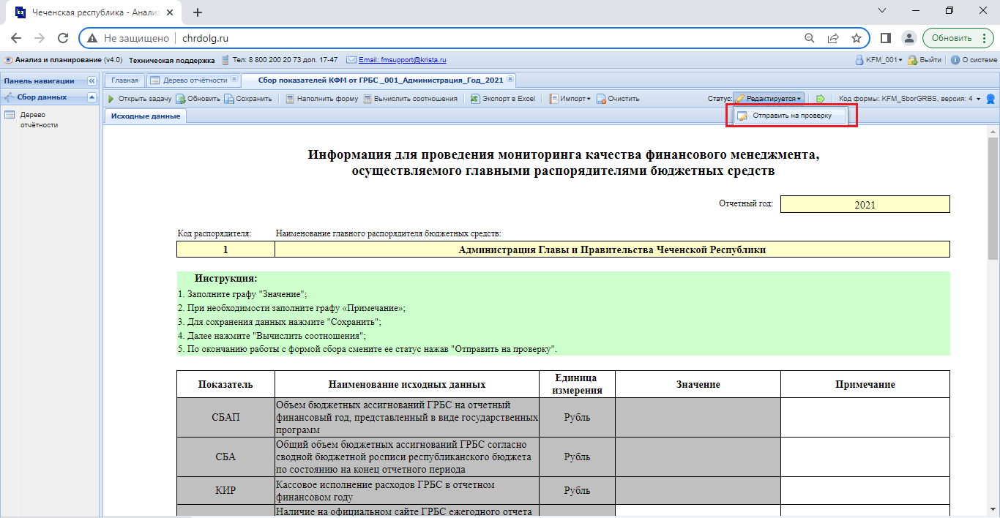 Чеченская республика - Анали
Не защищено
chrdolg.ru
Обновить
Анализ и планирование (v4.0) Техническая поддержка Тел: 8 800 200 20 73 доп. 17-47 Email: fmsupport@krista.ru KFM_001 Выйти О системе
Панель навигации
Главная Дерево отчётности Сбор показателей КФМ от ГРБС _001_Администрация_Год_2021
Сбор данных
Открыть задачу Обновить Сохранить Наполнить форму Вычислить соотношения Экспорт в Excel Импорт Очистить Статус: Редактируется Код формы: KFM_SborGRBS, версия: 4
Дерево
отчётности
Исходные данные
Отправить на проверку
Информация для проведения мониторинга качества финансового менеджмента,
осуществляемого главными распорядителями бюджетных средств
Отчетный год: 2021
Код распорядителя: Наименование главного распорядителя бюджетных средств:
1 Администрация Главы и Правительства Чеченской Республики
Инструкция:
1. Заполните графу "Значение";
2. При необходимости заполните графу «Примечание»;
3. Для сохранения данных нажмите "Сохранить";
4. Далее нажмите "Вычислить соотношения";
5. По окончанию работы с формой сбора смените ее статус нажав "Отправить на проверку".
Показатель Наименование исходных данных Единица
измерения Значение Примечание
СБАП
Объем бюджетных ассигнований ГРБС на отчетный
финансовый год, представленный в виде государственных
программ
Рубль
СБА
Общий объем бюджетных ассигнований ГРБС согласно
сводной бюджетной росписи республиканского бюджета
по состоянию на конец отчетного периода
Рубль
КИР
Кассовое исполнение расходов ГРБС в отчетном
финансовом году
Рубль
Наличие на официальном сайте ГРБС ежегодного отчета